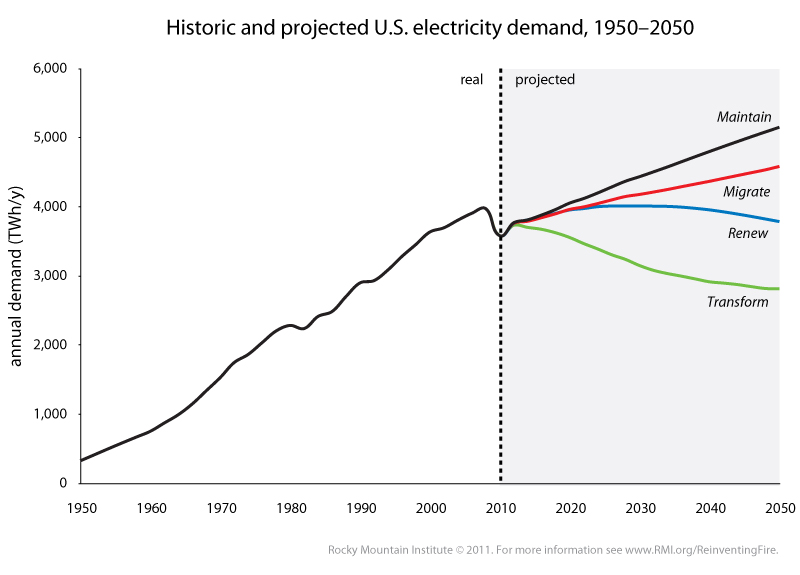 Historic and projected U.S. electricity demand, 1950–2050
annual demand (TWh/y)
6,000
5,000
4,000
3,000
2,000
1,000
0
real
projected
Maintain
Migrate
Renew
Transform
1950 1960 1970 1980 1990 2000 2010 2020 2030 2040 2050
Rocky Mountain Institute © 2011. For more information see www.RMI.org/ReinventingFire.